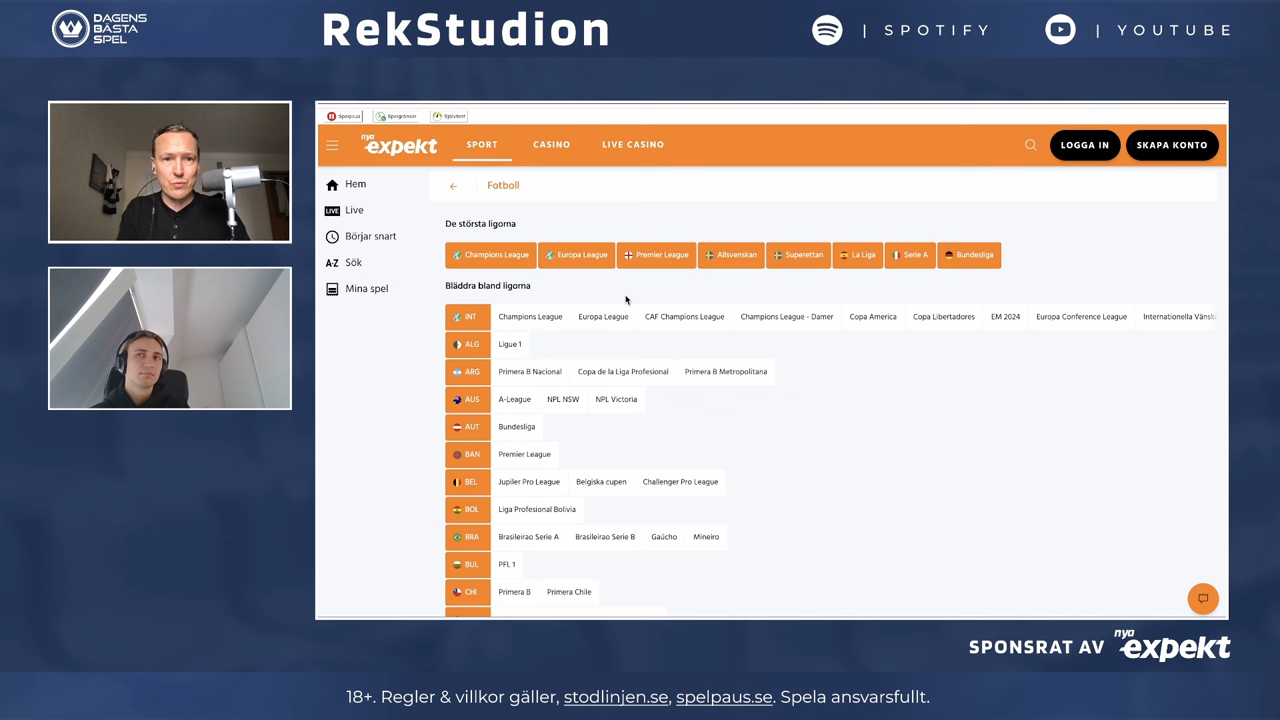 DAGENS
BÄSTA
SPEL
RekStudion
| SPOTIFY
| YOUTUBE
Spelpaus
Spelgränser
Självtest
nya
expekt
SPORT
CASINO
LIVE CASINO
LOGGA IN
SKAPA KONTO
Hem
LIVE Live
Börjar snart
A-Z Sök
Mina spel
Fotboll
De största ligorna
Champions League
Europa League
Premier League
Allsvenskan
Superettan
La Liga
Serie A
Bundesliga
Bläddra bland ligorna
INT Champions League Europa League CAF Champions League Champions League - Damer Copa America Copa Libertadores EM 2024 Europa Conference League Internationella
ALG Ligue 1
ARG Primera B Nacional Copa de la Liga Profesional Primera B Metropolitana
AUS A-League NPL NSW NPL Victoria
AUT Bundesliga
BAN Premier League
BEL Jupiler Pro League Belgiska cupen Challenger Pro League
BOL Liga Profesional Bolivia
BRA Brasileirao Serie A Brasileirao Serie B Gaúcho Mineiro
BUL PFL 1
CHI Primera B Primera Chile
SPONSRAT AV nya expekt
18+. Regler & villkor gäller, stodlinjen.se, spelpaus.se. Spela ansvarsfullt.